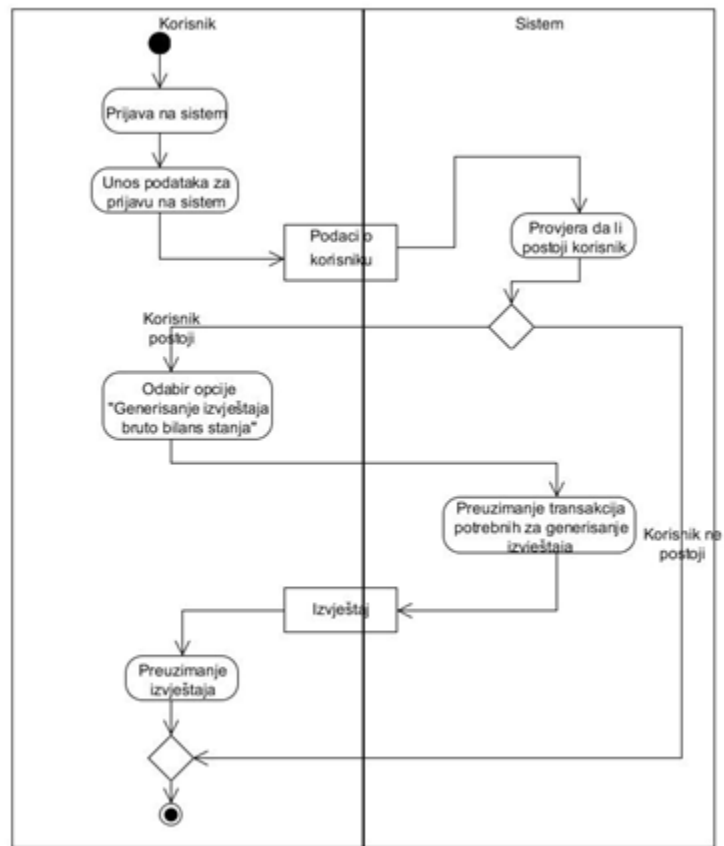 Korisnik
Sistem
Prijava na sistem
Unos podataka za
prijavu na sistem
Podaci o
korisniku
Provjera da li
postoji korisnik
Korisnik
postoji
Odabir opcije
"Generisanje izvještaja
bruto bilans stanja"
Preuzimanje transakcija
potrebnih za generisanje
izvještaja
Korisnik ne
postoji
Izvještaj
Preuzimanje
izvještaja